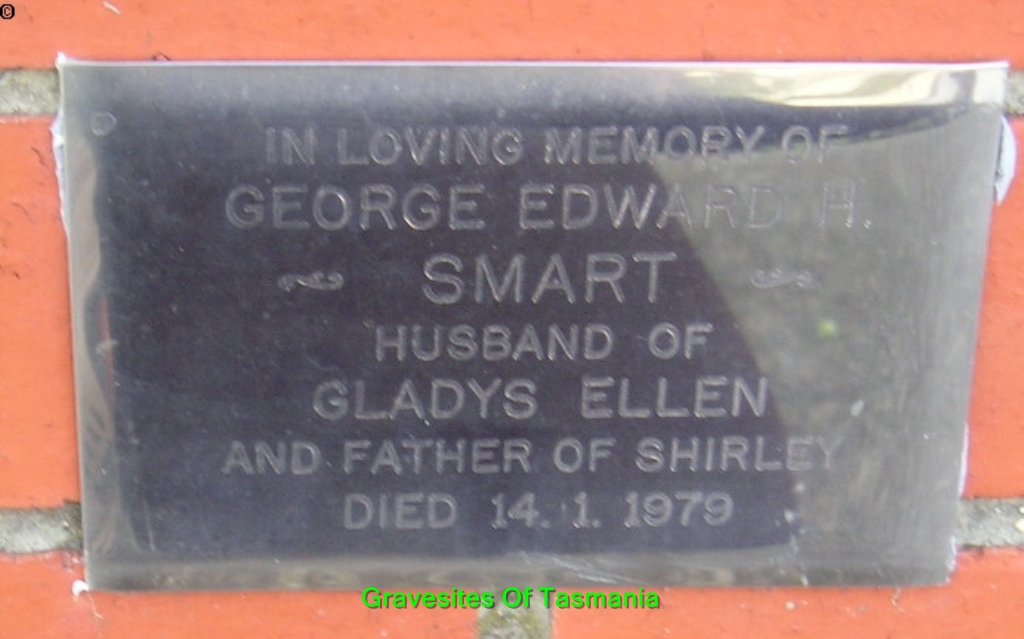 ©
IN LOVING MEMORY OF
GEORGE EDWARD H.
SMART
HUSBAND OF
GLADYS ELLEN
AND FATHER OF SHIRLEY
DIED 14. 1. 1979
Gravesites Of Tasmania